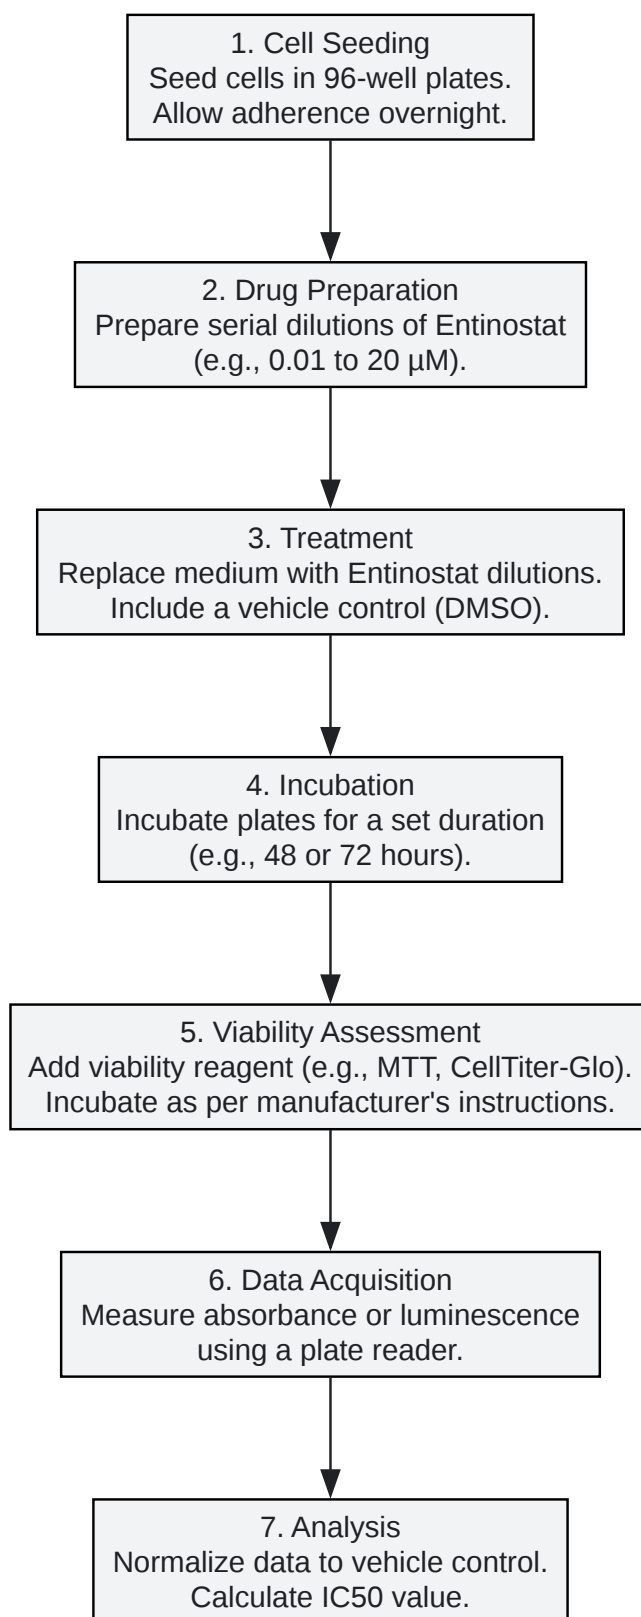 1. Cell Seeding
Seed cells in 96-well plates.
Allow adherence overnight.
2. Drug Preparation
Prepare serial dilutions of Entinostat
(e.g., 0.01 to 20 µM).
3. Treatment
Replace medium with Entinostat dilutions.
Include a vehicle control (DMSO).
4. Incubation
Incubate plates for a set duration
(e.g., 48 or 72 hours).
5. Viability Assessment
Add viability reagent (e.g., MTT, CellTiter-Glo).
Incubate as per manufacturer's instructions.
6. Data Acquisition
Measure absorbance or luminescence
using a plate reader.
7. Analysis
Normalize data to vehicle control.
Calculate IC50 value.